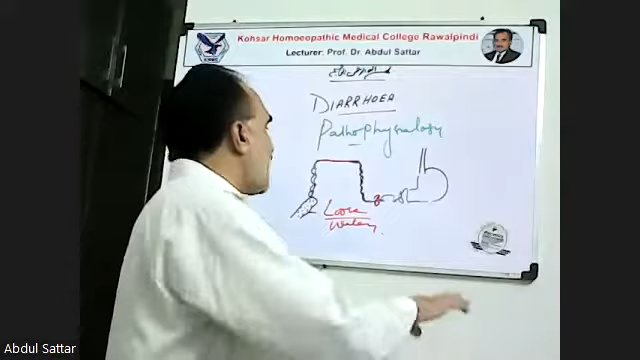 Kohsar Homoeopathic Medical College Rawalpindi
Lecturer: Prof. Dr. Abdul Sattar
DIARRHOEA
Pathophysiology
Loose
Watery
Abdul Sattar